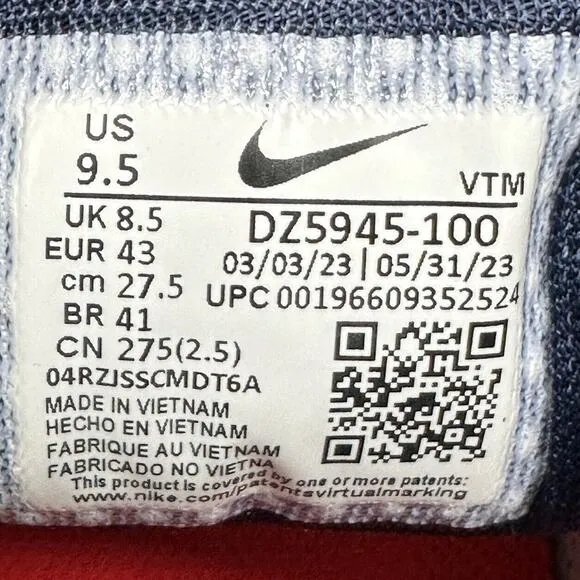 US
9.5
VTM
UK 8.5
EUR 43
cm 27.5
BR 41
CN 275(2.5)
DZ5945-100
03/03/23 | 05/31/23
UPC 00196609352524
04RZJSSCMDT6A
MADE IN VIETNAM
HECHO EN VIETNAM
FABRIQUE AU VIETNAM
FABRICADO NO VIETNA
This product is covered by one or more patents:
www.nike.com/patentsvirtualmarking